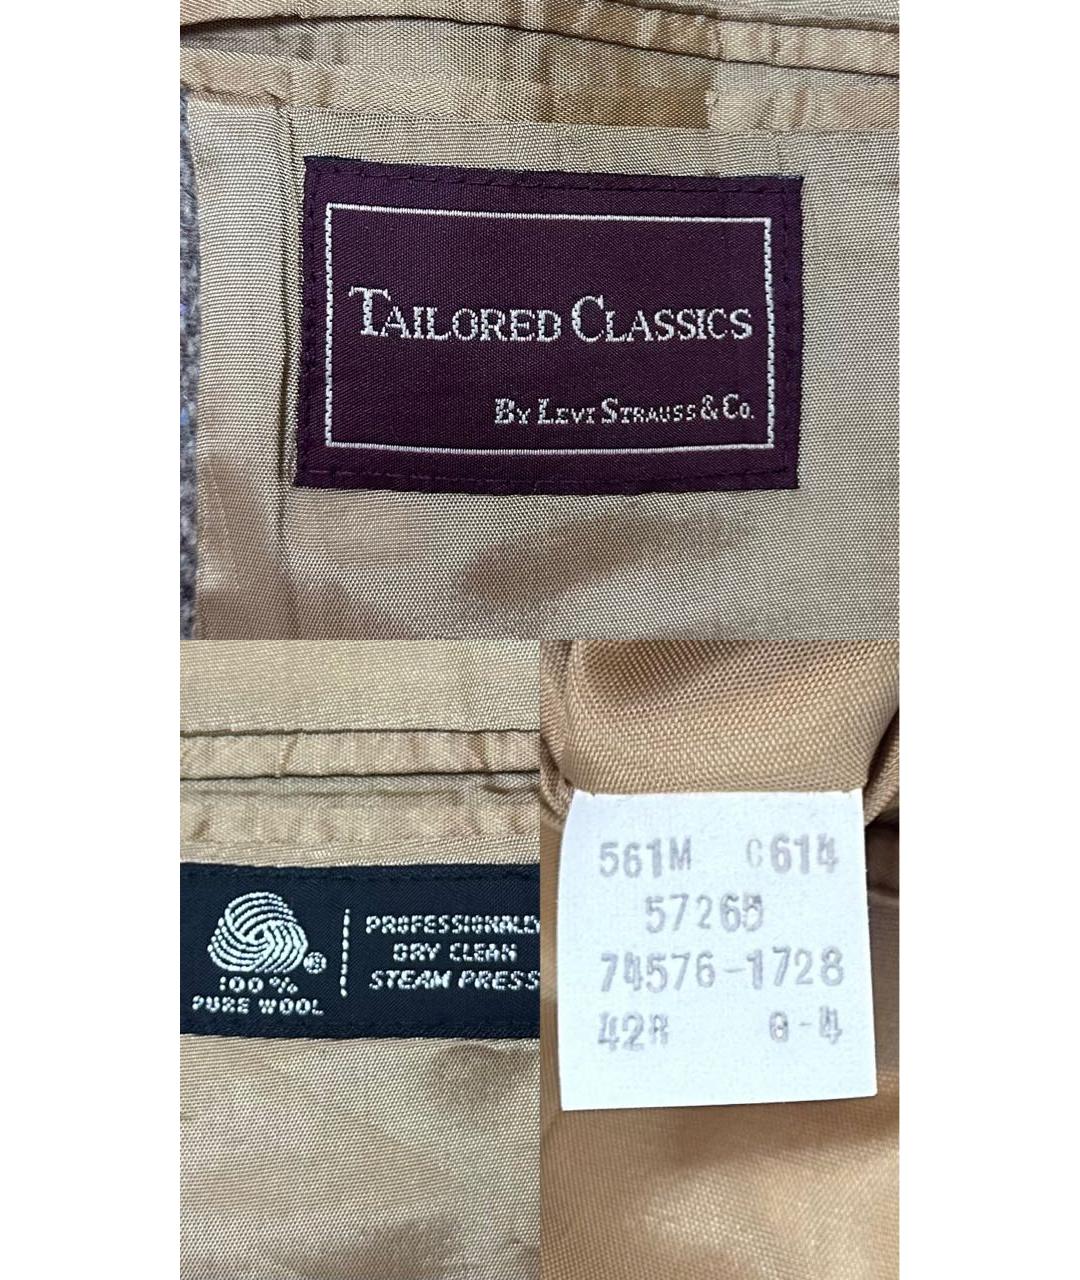 TAILORED CLASSICS
BY LEVI STRAUSS & CO.
®
100%
PURE WOOL
PROFESSIONALLY
DRY CLEAN
STEAM PRESS
561M C614
57265
74576-1728
42R